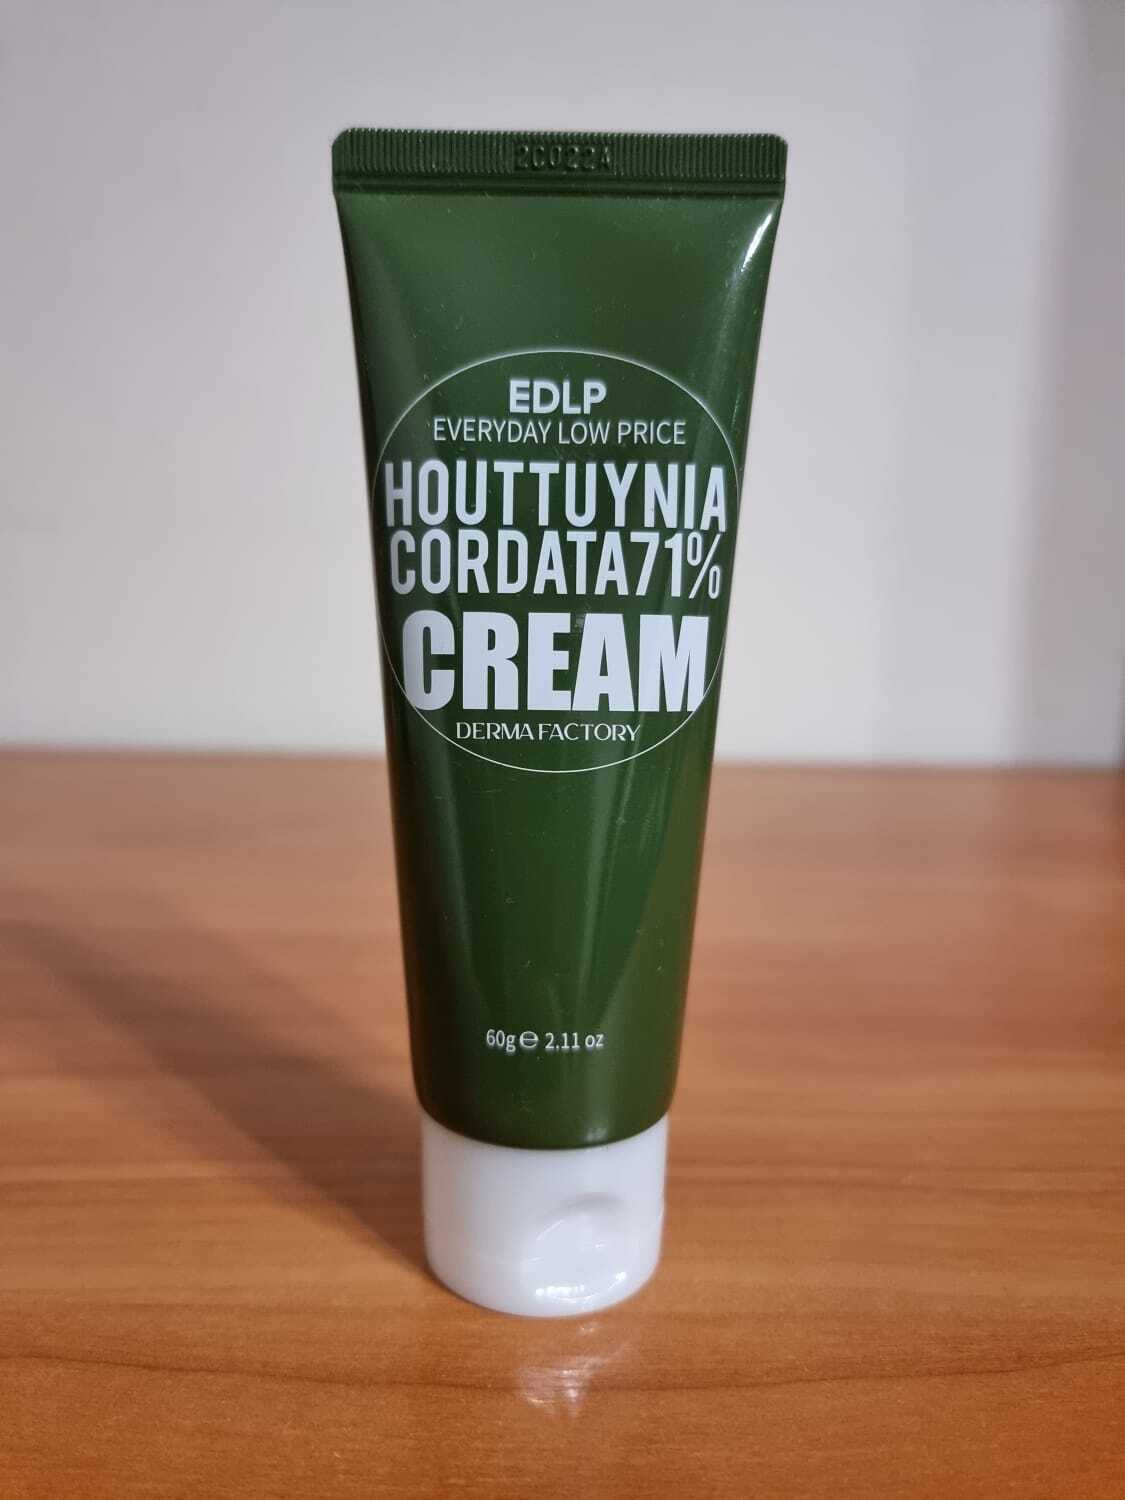 2C022A
EDLP
EVERYDAY LOW PRICE
HOUTTUYNIA
CORDATA71%
CREAM
DERMA FACTORY
60g℮ 2.11 oz